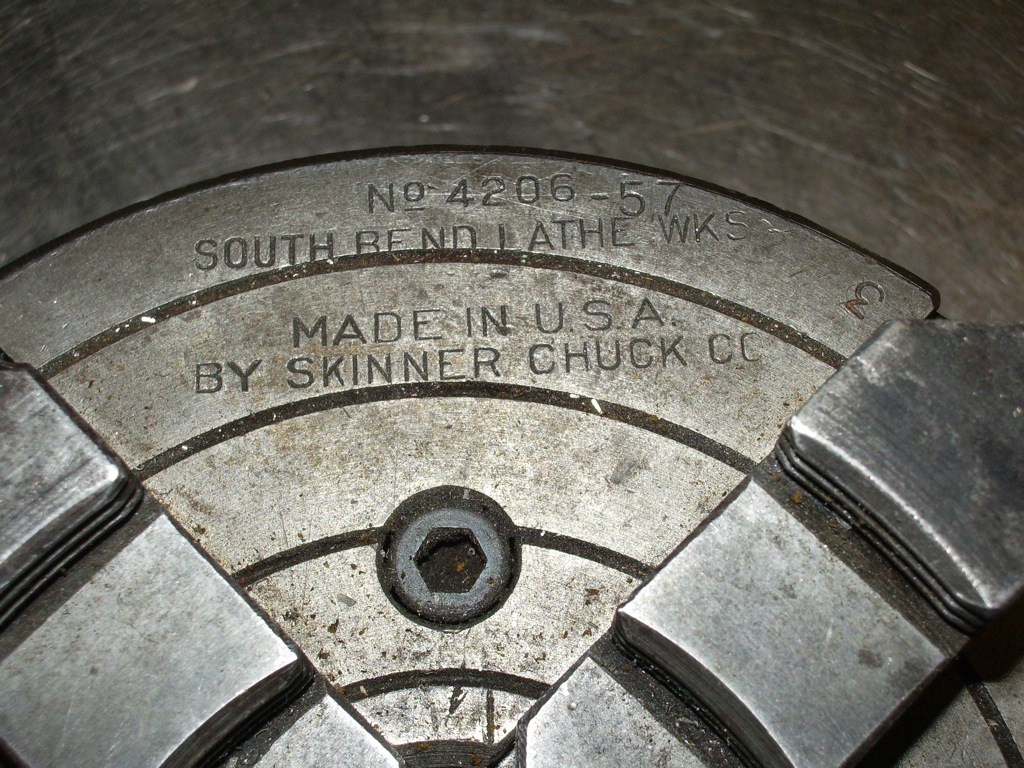 No 4206-57
SOUTH BEND LATHE WKS
MADE IN U.S.A.
BY SKINNER CHUCK CO
3